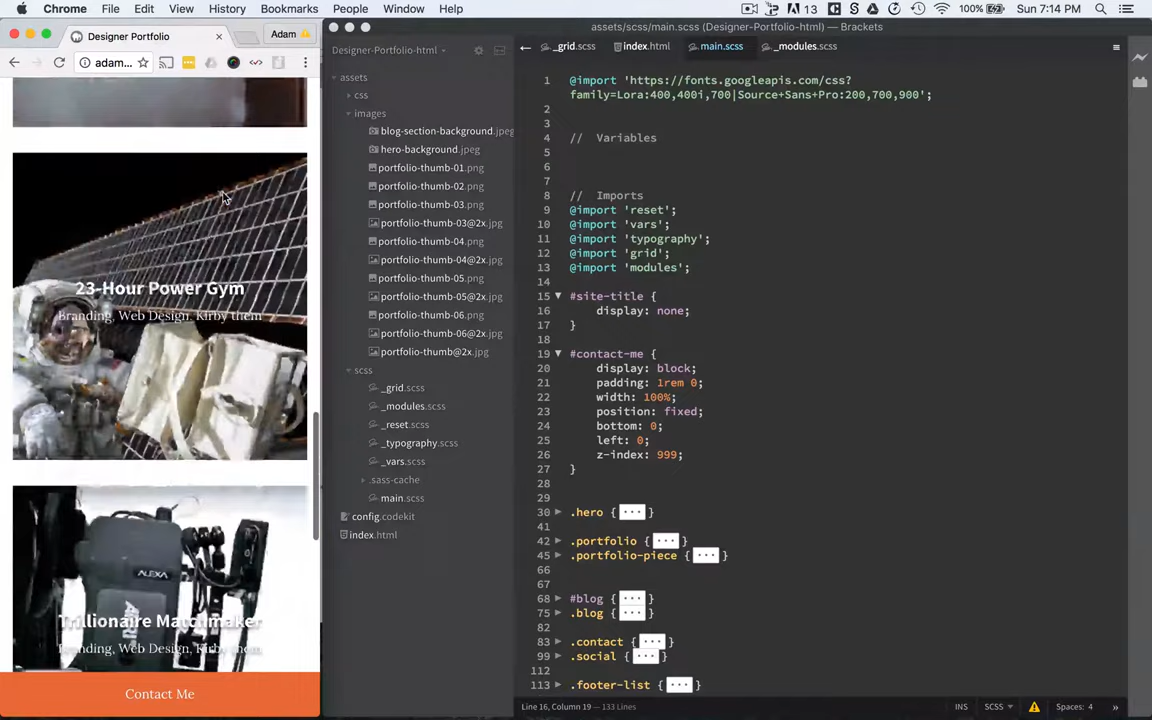 Chrome File Edit View History Bookmarks People Window Help 13 100% Sun 7:14 PM
assets/scss/main.scss (Designer-Portfolio-html) — Brackets
Designer Portfolio × Adam
adam...
23-Hour Power Gym
Branding, Web Design, Kirby them
ALEXA
ARRI
Trillionaire Matchmaker
Branding, Web Design, Kirby them
Contact Me
Designer-Portfolio-html
assets
css
images
blog-section-background.jpeg
hero-background.jpeg
portfolio-thumb-01.png
portfolio-thumb-02.png
portfolio-thumb-03.png
portfolio-thumb-03@2x.jpg
portfolio-thumb-04.png
portfolio-thumb-04@2x.jpg
portfolio-thumb-05.png
portfolio-thumb-05@2x.jpg
portfolio-thumb-06.png
portfolio-thumb-06@2x.jpg
portfolio-thumb@2x.jpg
scss
_grid.scss
_modules.scss
_reset.scss
_typography.scss
_vars.scss
.sass-cache
main.scss
config.codekit
index.html
_grid.scss index.html main.scss _modules.scss
1 @import 'https://fonts.googleapis.com/css?
family=Lora:400,400i,700|Source+Sans+Pro:200,700,900';
2
3
4 // Variables
5
6
7
8 // Imports
9 @import 'reset';
10 @import 'vars';
11 @import 'typography';
12 @import 'grid';
13 @import 'modules';
14
15 #site-title {
16 display: none;
17 }
18
19 #contact-me {
20 display: block;
21 padding: 1rem 0;
22 width: 100%;
23 position: fixed;
24 bottom: 0;
25 left: 0;
26 z-index: 999;
27 }
28
29
30 .hero { ... }
41
42 .portfolio { ... }
45 .portfolio-piece { ... }
66
67
68 #blog { ... }
75 .blog { ... }
82
83 .contact { ... }
99 .social { ... }
112
113 .footer-list { ... }
Line 16, Column 19 — 133 Lines INS SCSS Spaces: 4